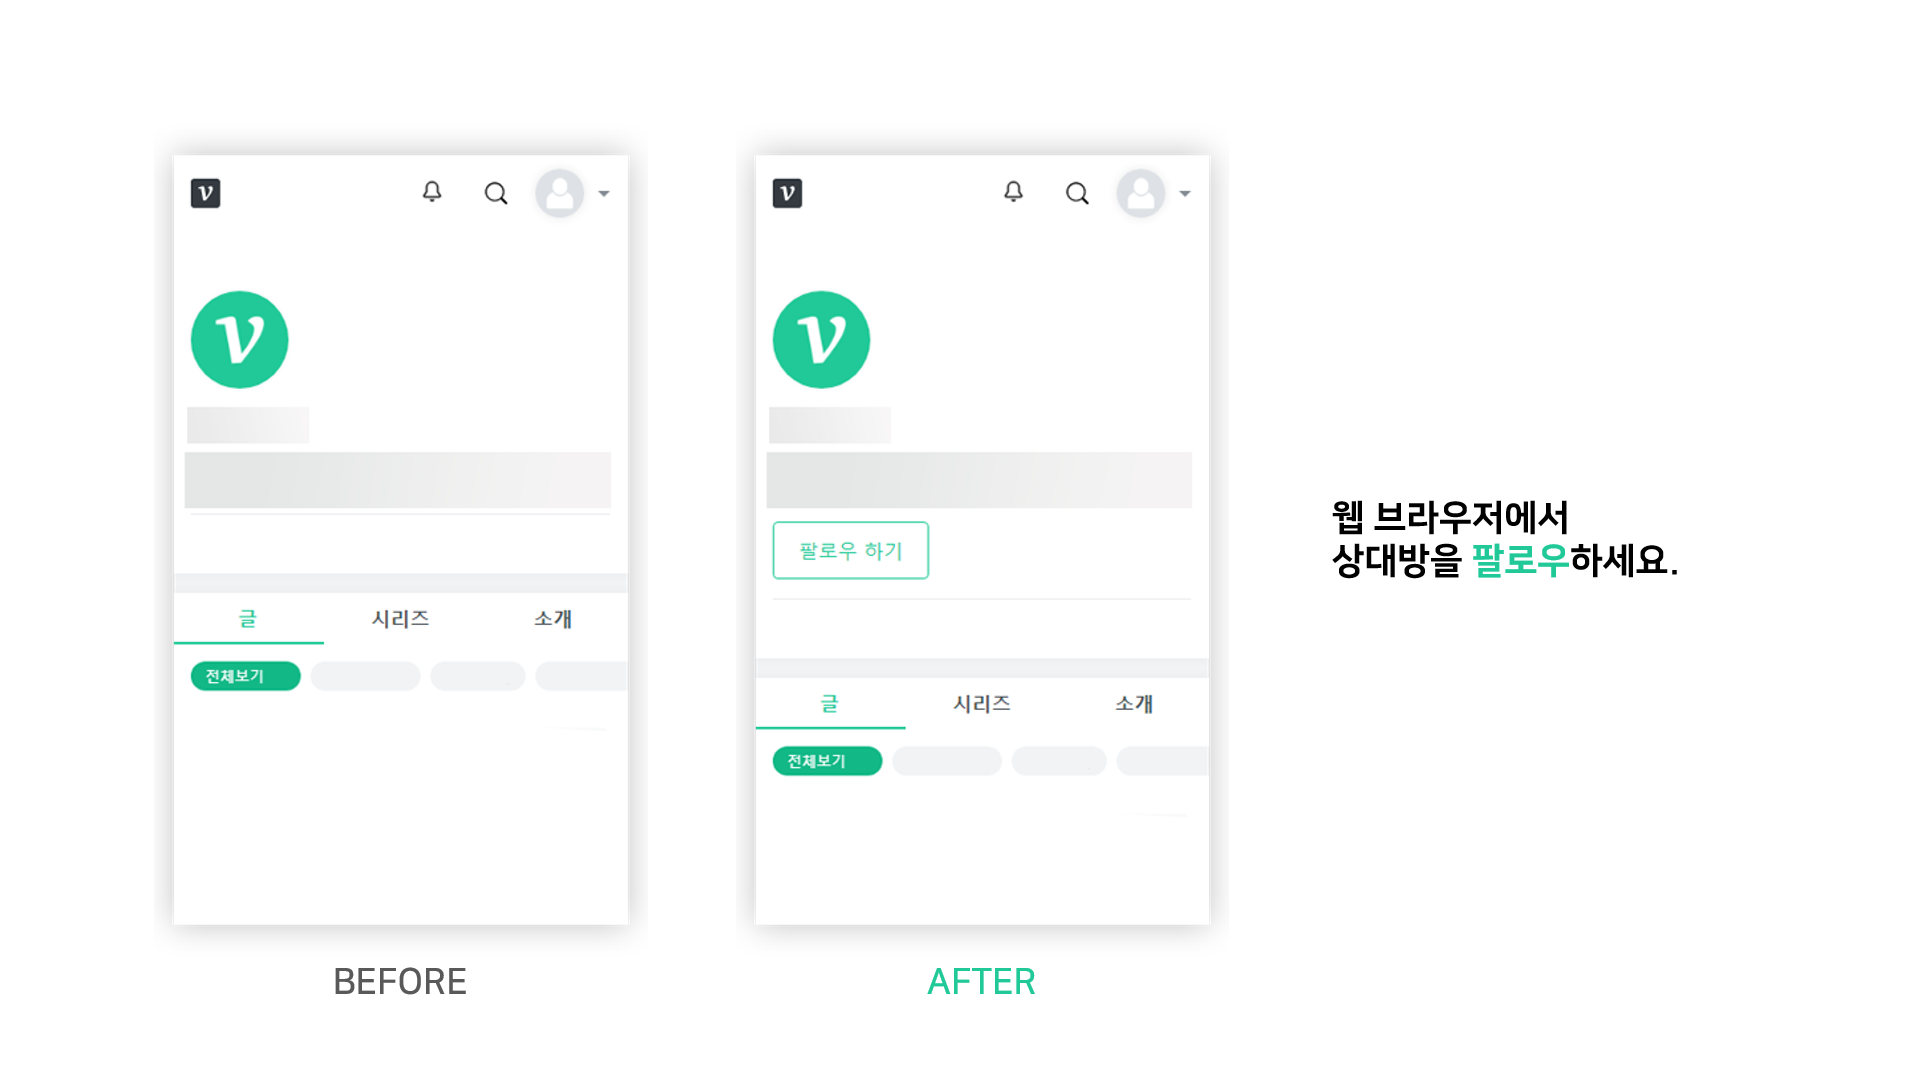 v
v
글 시리즈 소개
전체보기
BEFORE
v
v
팔로우 하기
글 시리즈 소개
전체보기
AFTER
웹 브라우저에서
상대방을 팔로우하세요.